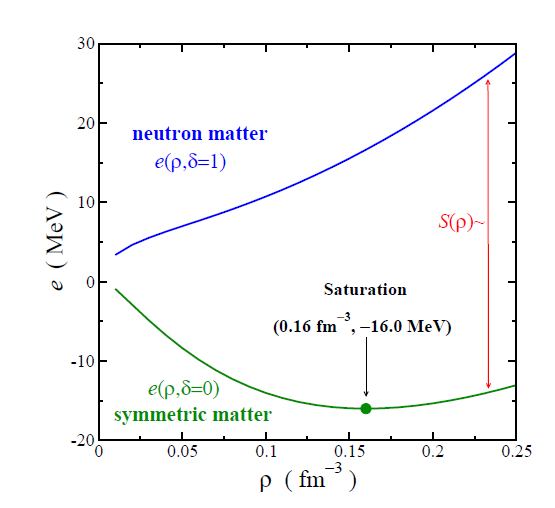 30
20
10
0
-10
-20
e ( MeV )
neutron matter
e(ρ,δ=1)
S(ρ)~
Saturation
(0.16 fm⁻³, −16.0 MeV)
e(ρ,δ=0)
symmetric matter
0 0.05 0.1 0.15 0.2 0.25
ρ ( fm⁻³ )